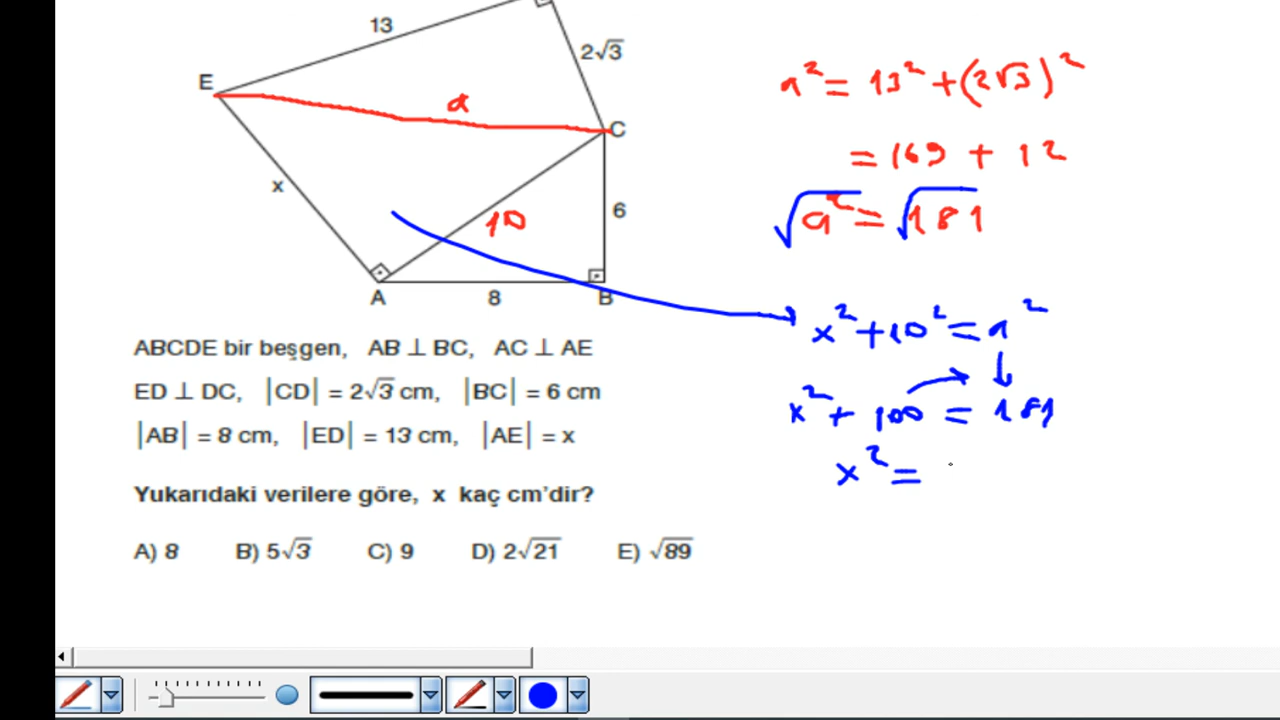 13
2√3
E
a
C
x
10
6
A
8
B
a² = 13² + (2√3)²
= 169 + 12
√a² = √181
x² + 10² = a²
x² + 100 = 181
x² =
ABCDE bir beşgen, AB ⊥ BC, AC ⊥ AE
ED ⊥ DC, |CD| = 2√3 cm, |BC| = 6 cm
|AB| = 8 cm, |ED| = 13 cm, |AE| = x
Yukarıdaki verilere göre, x kaç cm'dir?
A) 8 B) 5√3 C) 9 D) 2√21 E) √89